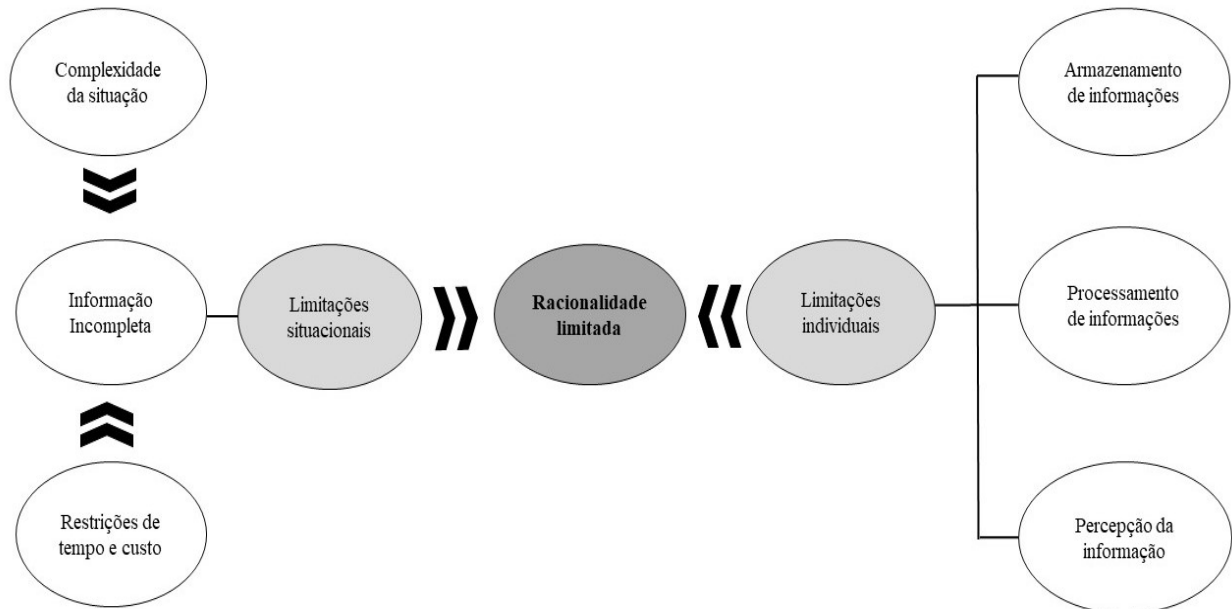 Complexidade
da situação
Armazenamento
de informações
Informação
Incompleta
Limitações
situacionais
Racionalidade
limitada
Limitações
individuais
Processamento
de informações
Restrições de
tempo e custo
Percepção da
informação